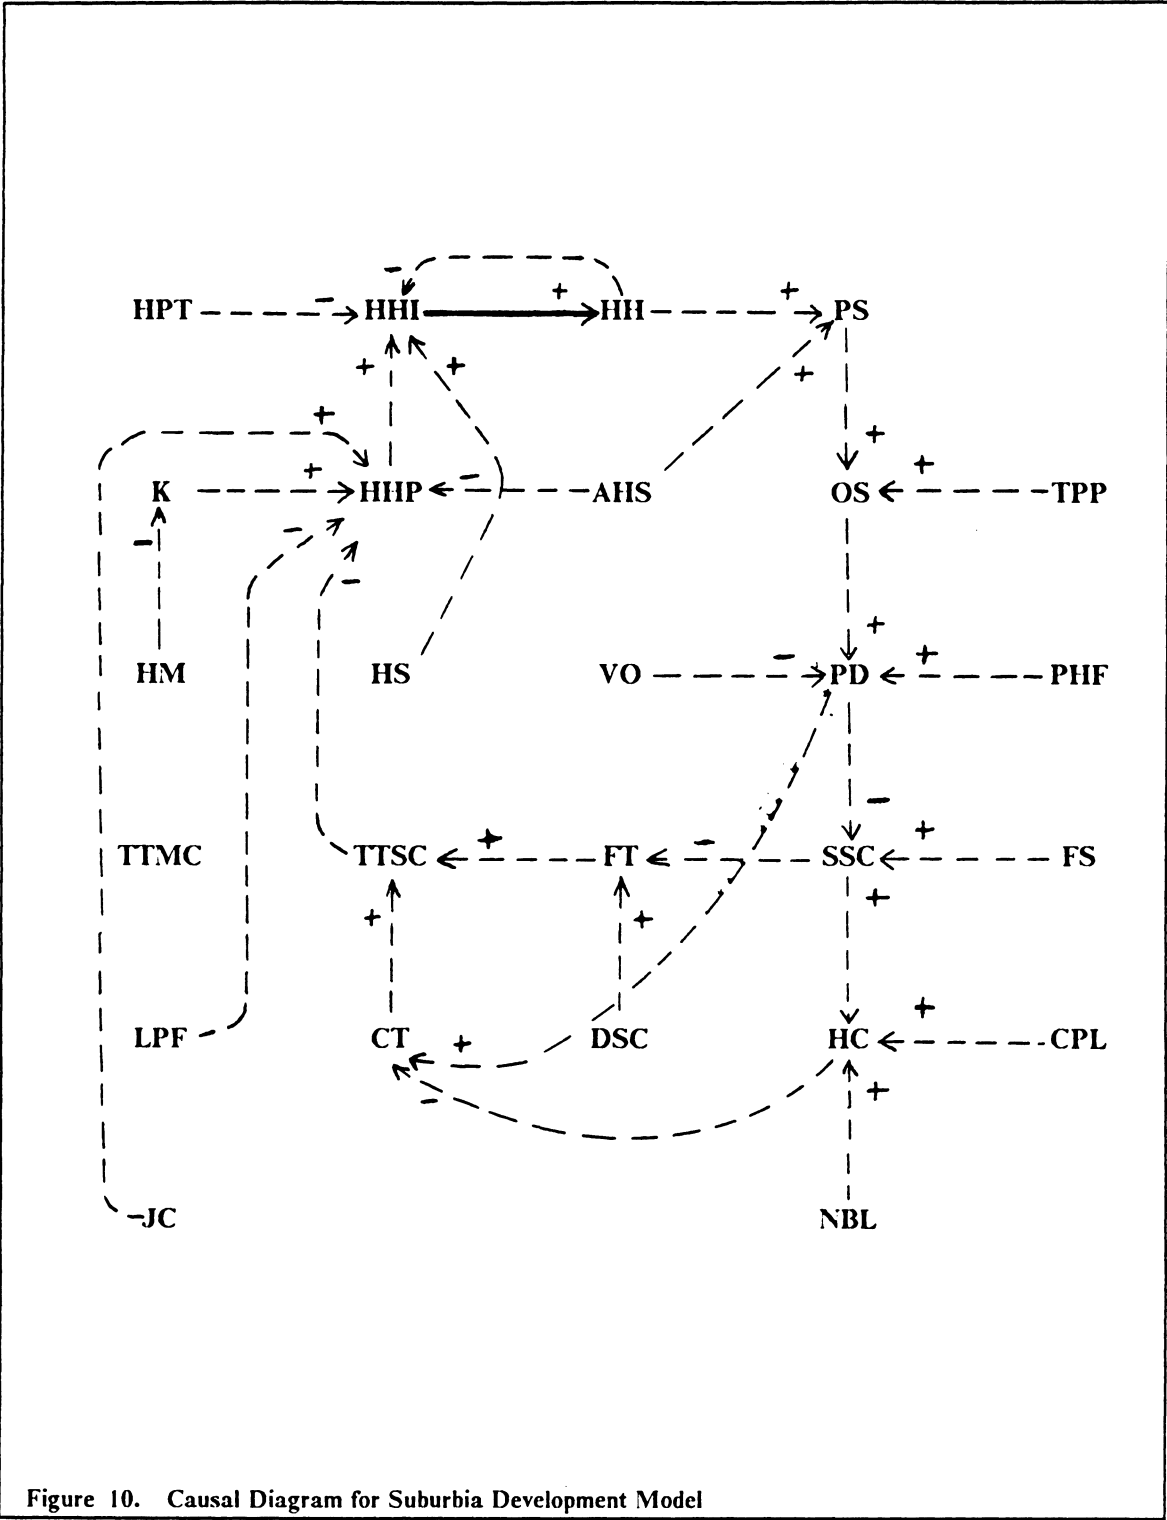 HPT HHI HH PS
K HHP AHS OS TPP
HM HS VO PD PHF
TTMC TTSC FT SSC FS
LPF CT DSC HC CPL
JC NBL
Figure 10. Causal Diagram for Suburbia Development Model